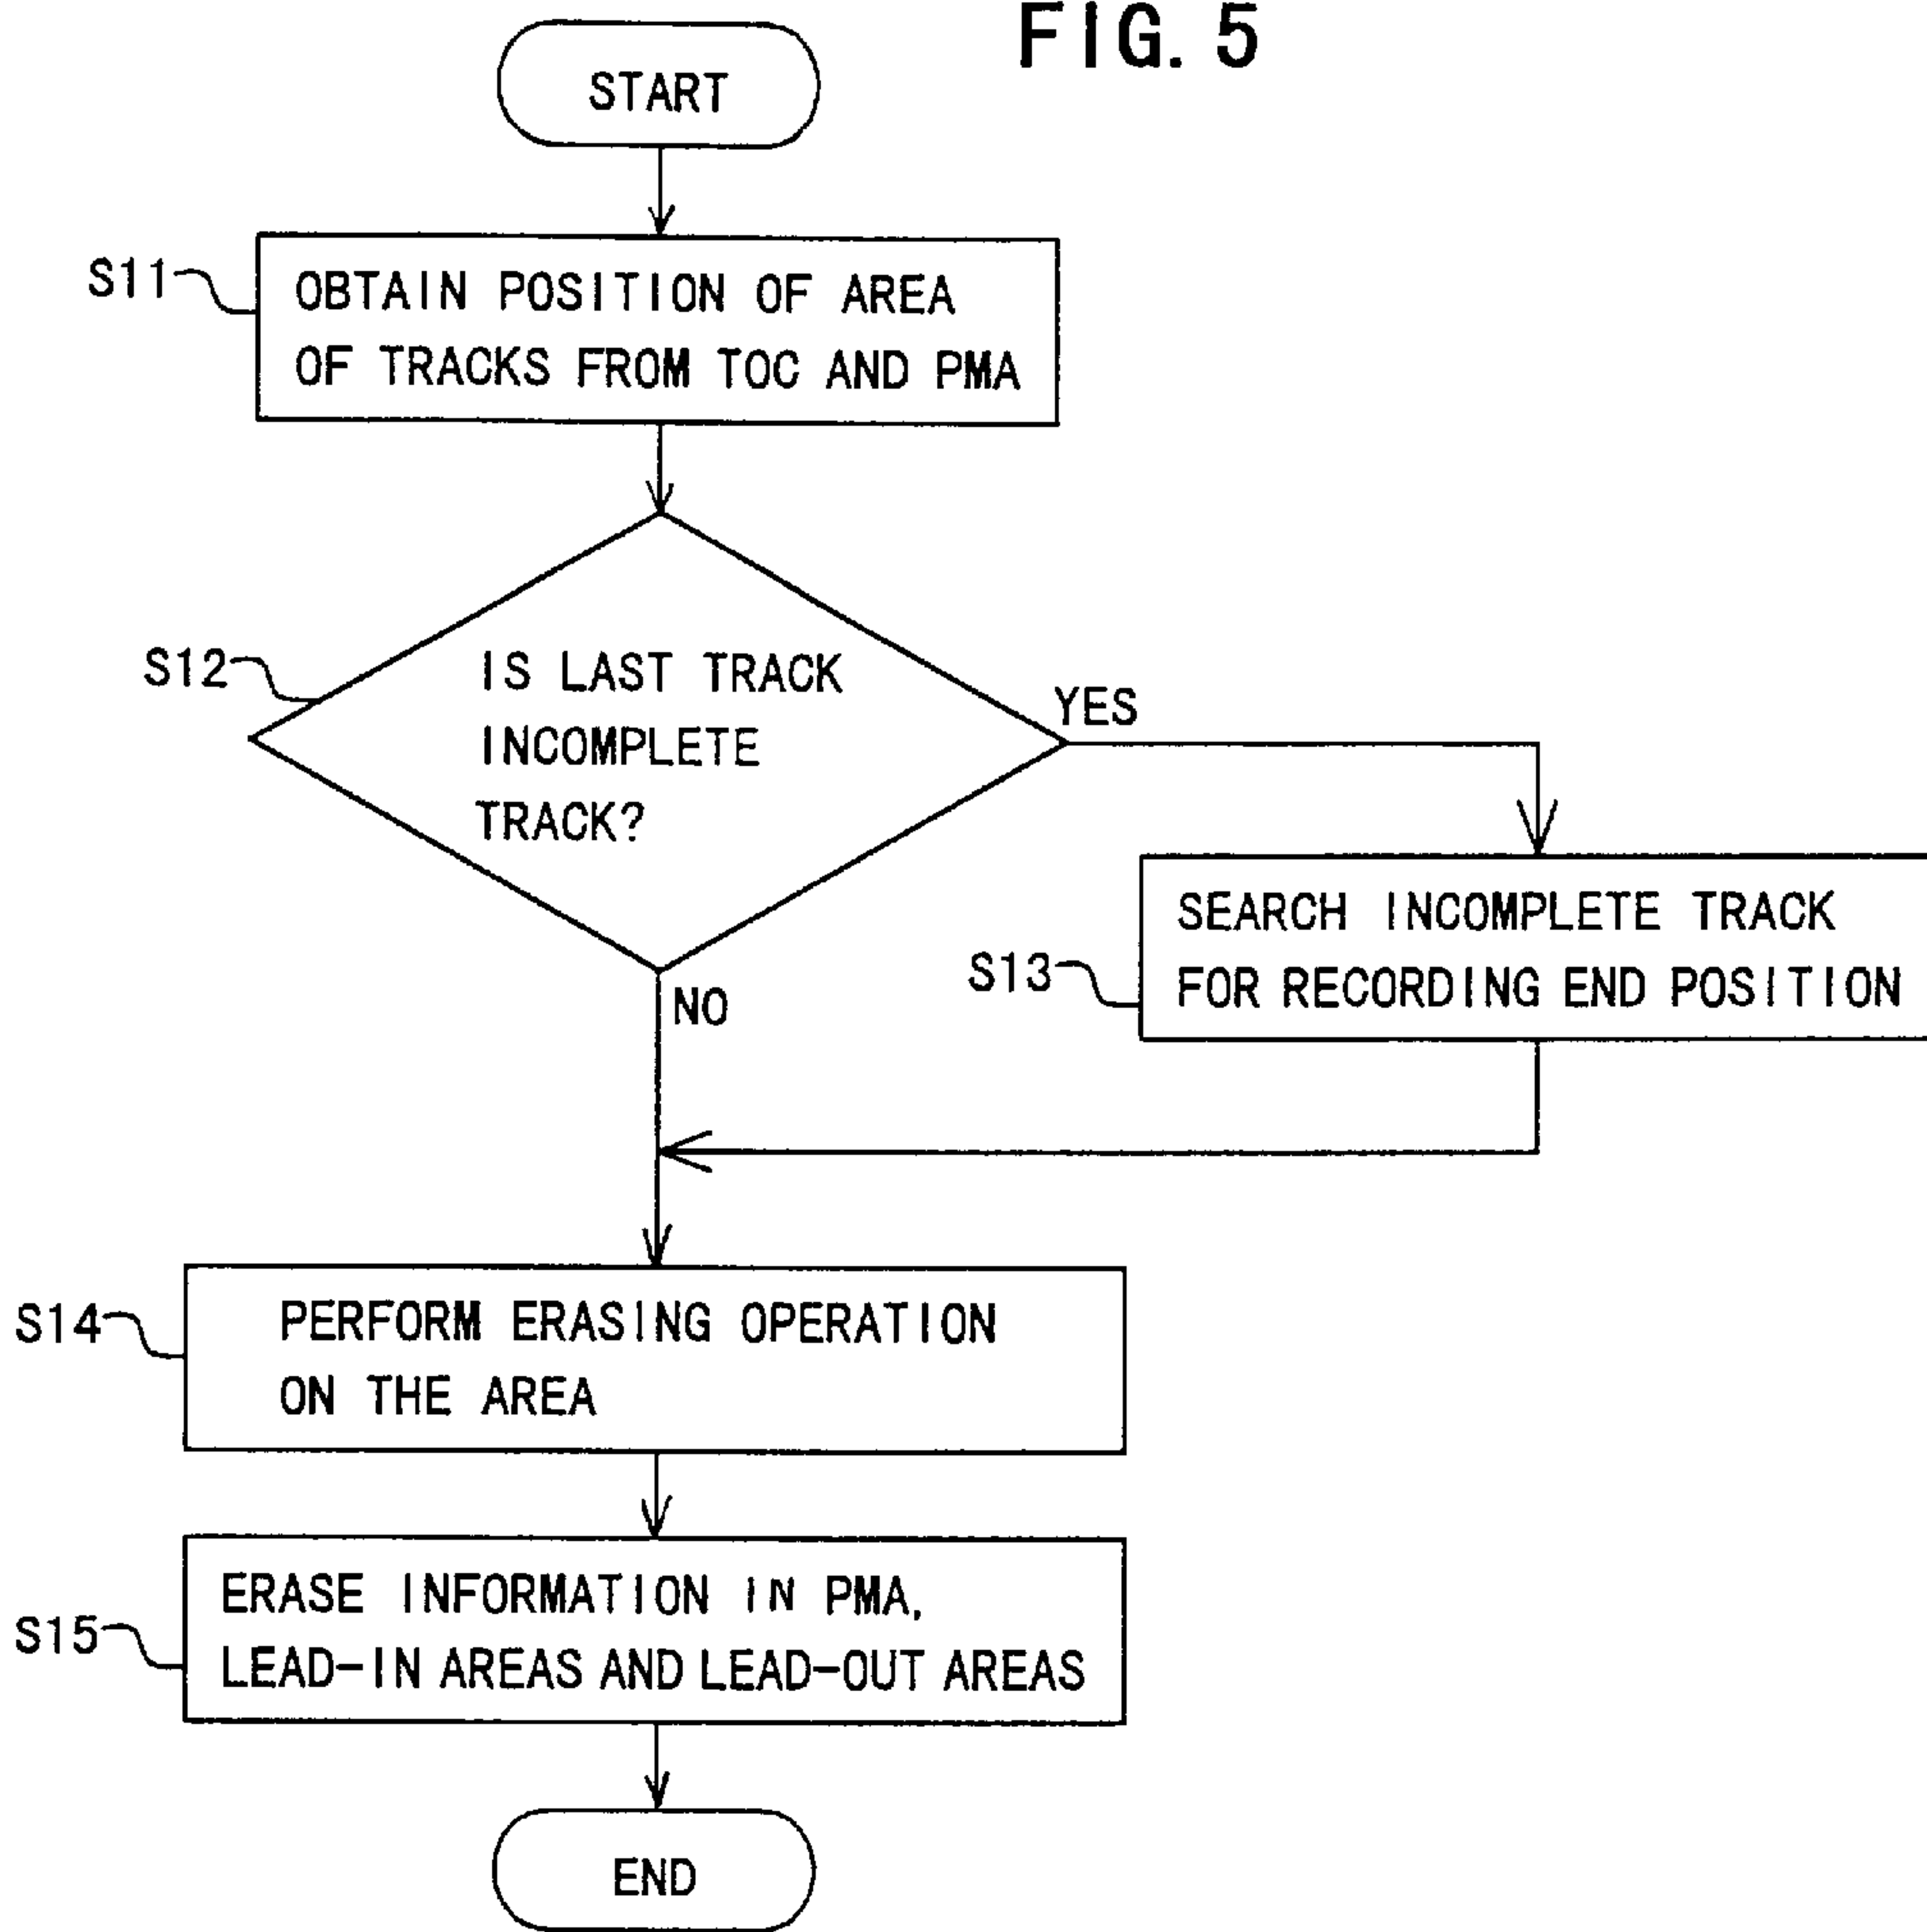 FIG. 5
START
S11
OBTAIN POSITION OF AREA
OF TRACKS FROM TOC AND PMA
S12
IS LAST TRACK
INCOMPLETE
TRACK?
YES
NO
S13
SEARCH INCOMPLETE TRACK
FOR RECORDING END POSITION
S14
PERFORM ERASING OPERATION
ON THE AREA
S15
ERASE INFORMATION IN PMA,
LEAD-IN AREAS AND LEAD-OUT AREAS
END